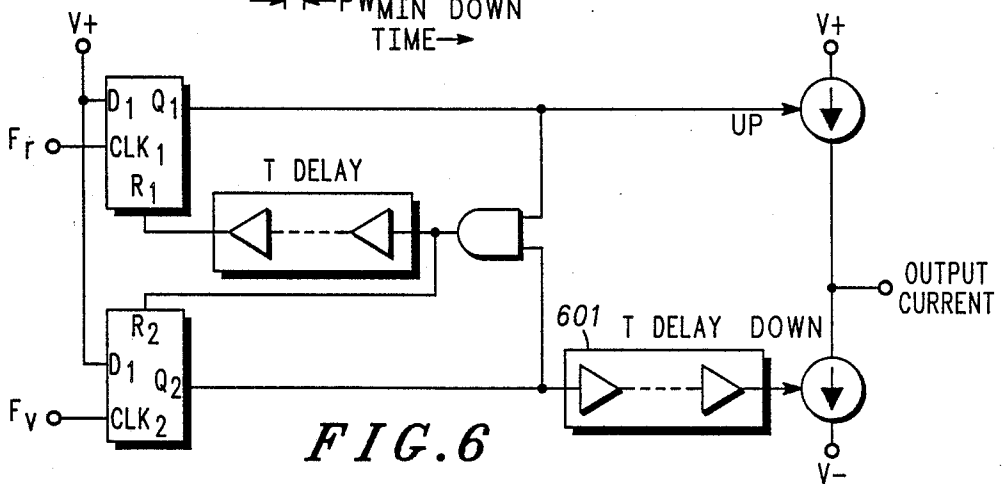 PW MIN DOWN
TIME
V+
V+
D1 Q1
UP
Fr
CLK1
R1
T DELAY
OUTPUT
CURRENT
R2
601
T DELAY DOWN
D1
Q2
Fv
CLK2
FIG.6
V-